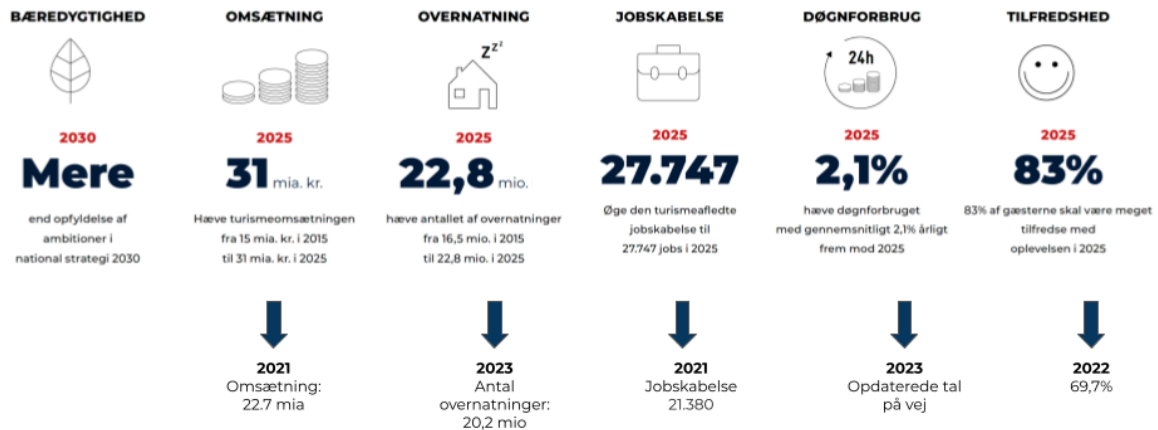 BÆREDYGTIGHED
2030
Mere
end opfyldelse af
ambitioner i
national strategi 2030
OMSÆTNING
2025
31 mia. kr.
Hæve turismeomsætningen
fra 15 mia. kr. i 2015
til 31 mia. kr. i 2025
2021
Omsætning:
22.7 mia
OVERNATNING
zzz
2025
22,8 mio.
hæve antallet af overnatninger
fra 16,5 mio. i 2015
til 22,8 mio. i 2025
2023
Antal
overnatninger:
20,2 mio
JOBSKABELSE
2025
27.747
Øge den turismeafledte
jobskabelse til
27.747 jobs i 2025
2021
Jobskabelse
21.380
DØGNFORBRUG
24h
2025
2,1%
hæve døgnforbruget
med gennemsnitligt 2,1% årligt
frem mod 2025
2023
Opdaterede tal
på vej
TILFREDSHED
2025
83%
83% af gæsterne skal være meget
tilfredse med
oplevelsen i 2025
2022
69,7%